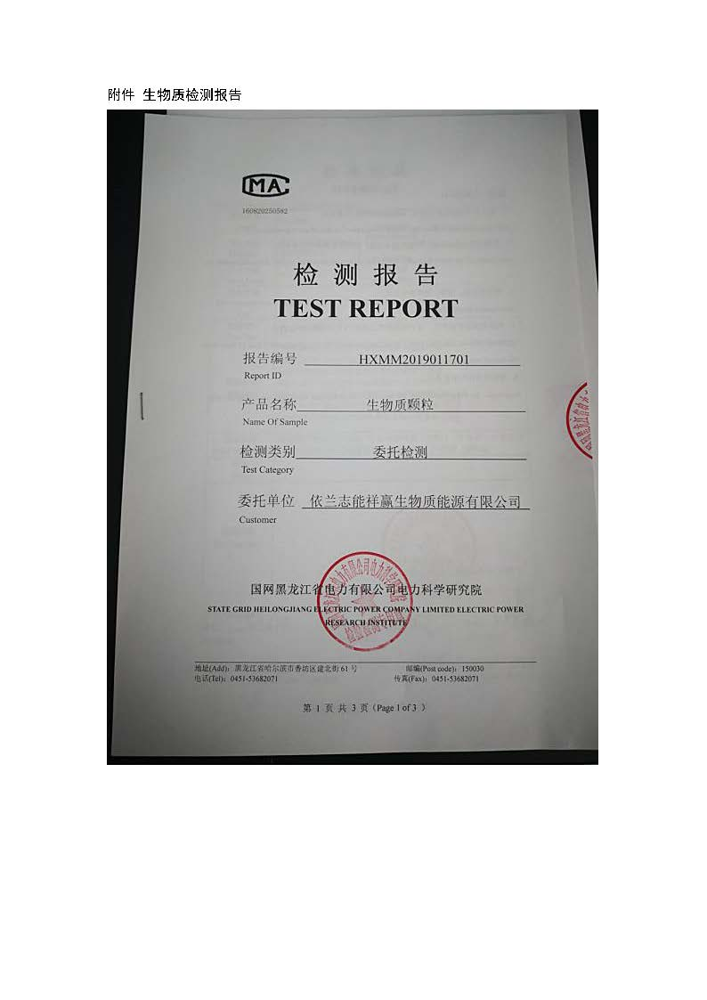 附件 生物质检测报告
CMA
160820250582
检测报告
TEST REPORT
报告编号 HXMM2019011701
Report ID
产品名称 生物质颗粒
Name Of Sample
检测类别 委托检测
Test Category
委托单位 依兰志能祥赢生物质能源有限公司
Customer
国网黑龙江省电力有限公司电力科学研究院
STATE GRID HEILONGJIANG ELECTRIC POWER COMPANY LIMITED ELECTRIC POWER
RESEARCH INSTITUTE
地址(Add)：黑龙江省哈尔滨市香坊区建北街 61 号 邮编(Post code)：150030
电话(Tel)：0451-53682071 传真(Fax)：0451-53682071
第 1 页 共 3 页（Page 1 of 3 ）